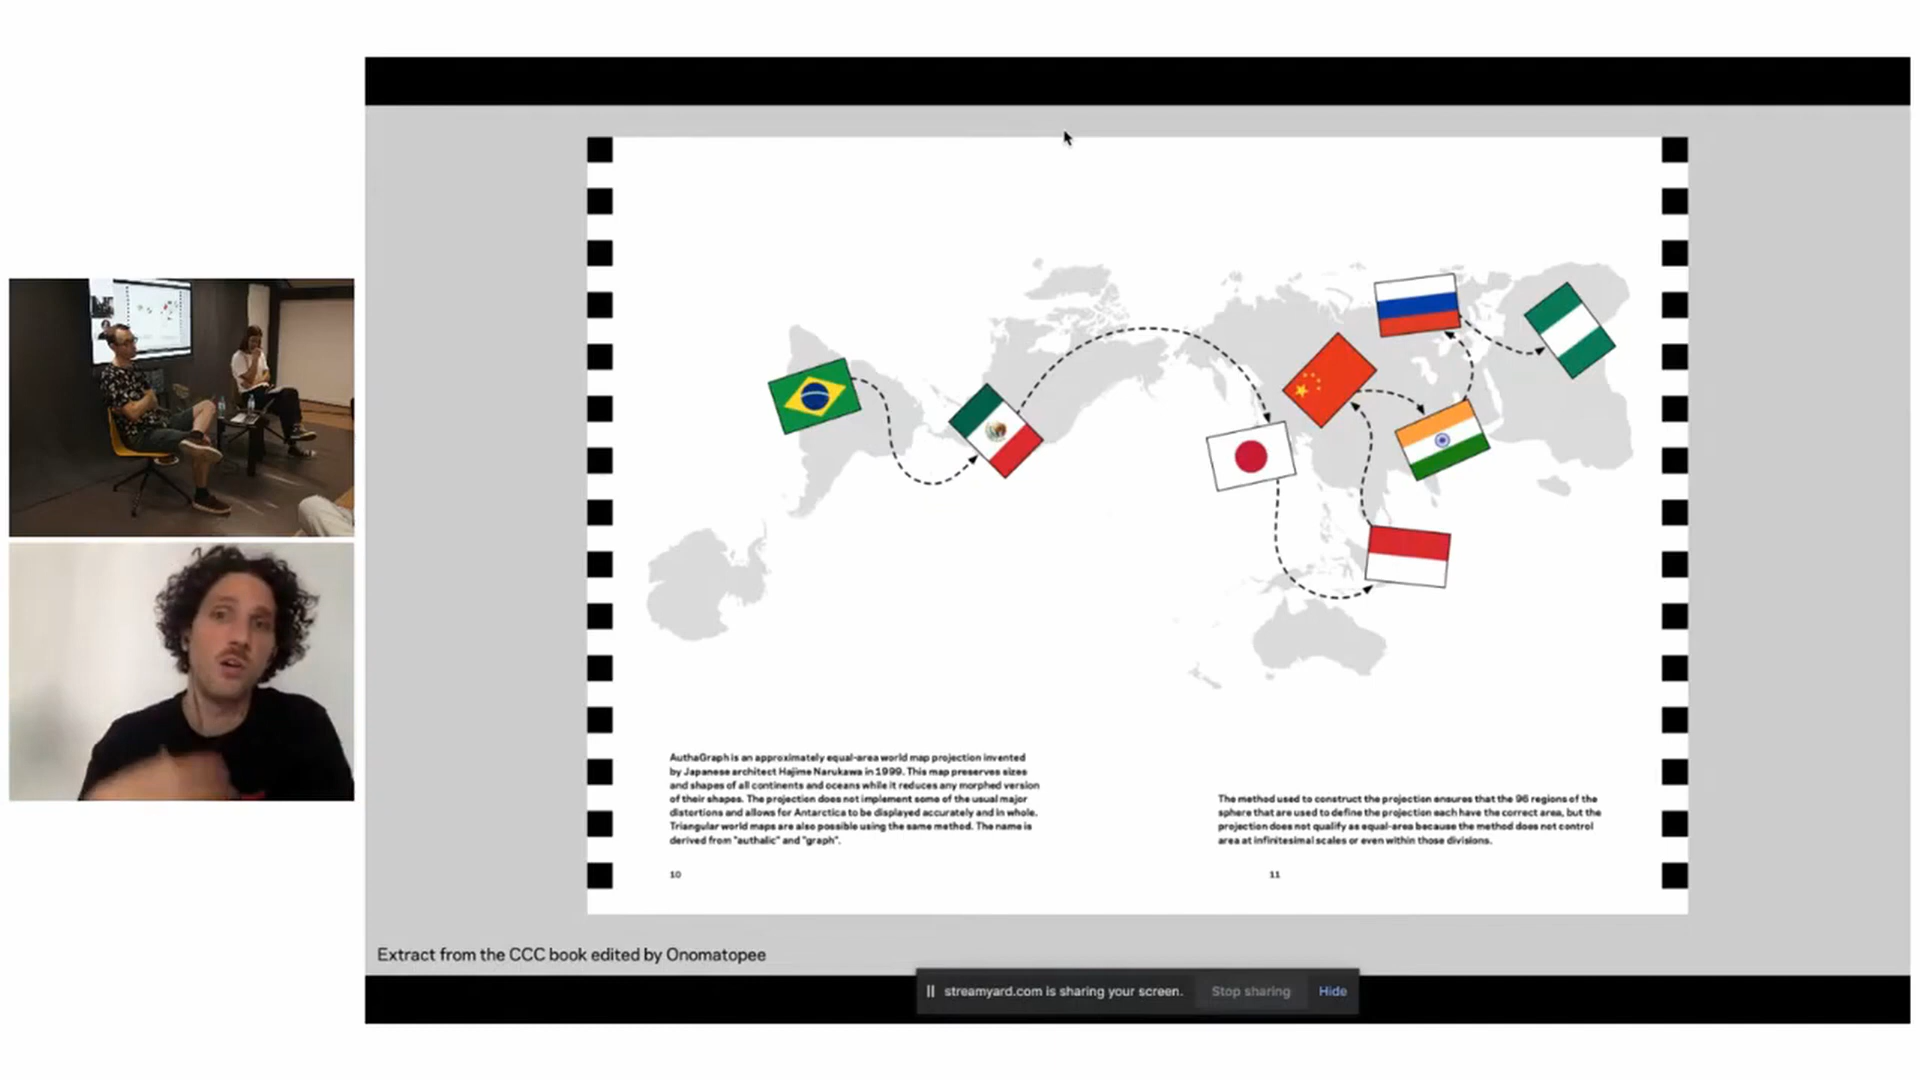 AuthaGraph is an approximately equal-area world map projection invented
by Japanese architect Hajime Narukawa in 1999. This map preserves sizes
and shapes of all continents and oceans while it reduces any morphed version
of their shapes. The projection does not implement some of the usual major
distortions and allows for Antarctica to be displayed accurately and in whole.
Triangular world maps are also possible using the same method. The name is
derived from "authalic" and "graph".
10
The method used to construct the projection ensures that the 96 regions of the
sphere that are used to define the projection each have the correct area, but the
projection does not qualify as equal-area because the method does not control
area at infinitesimal scales or even within those divisions.
11
Extract from the CCC book edited by Onomatopee
streamyard.com is sharing your screen. Stop sharing Hide